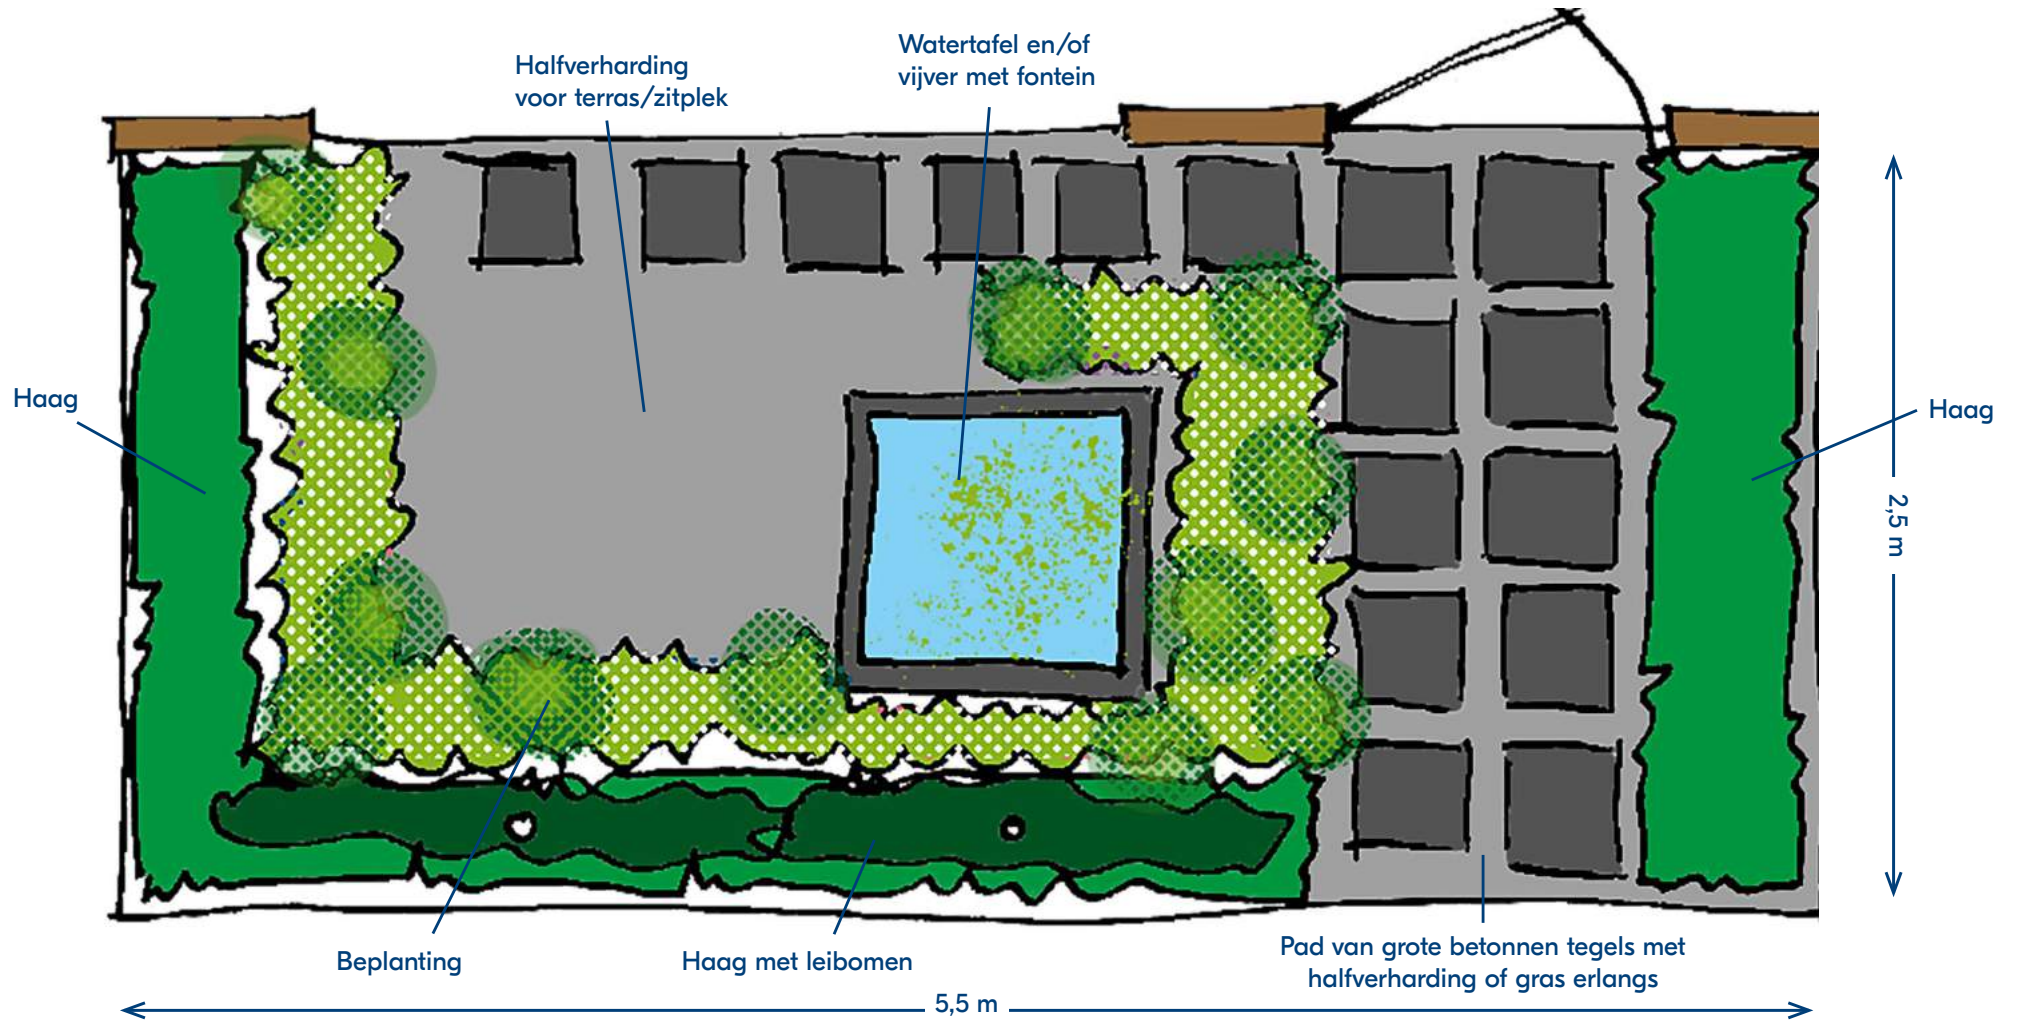 Watertafel en/of
vijver met fontein
Halfverharding
voor terras/zitplek
Haag
Haag
2,5 m
Beplanting
Haag met leibomen
Pad van grote betonnen tegels met
halfverharding of gras erlangs
5,5 m